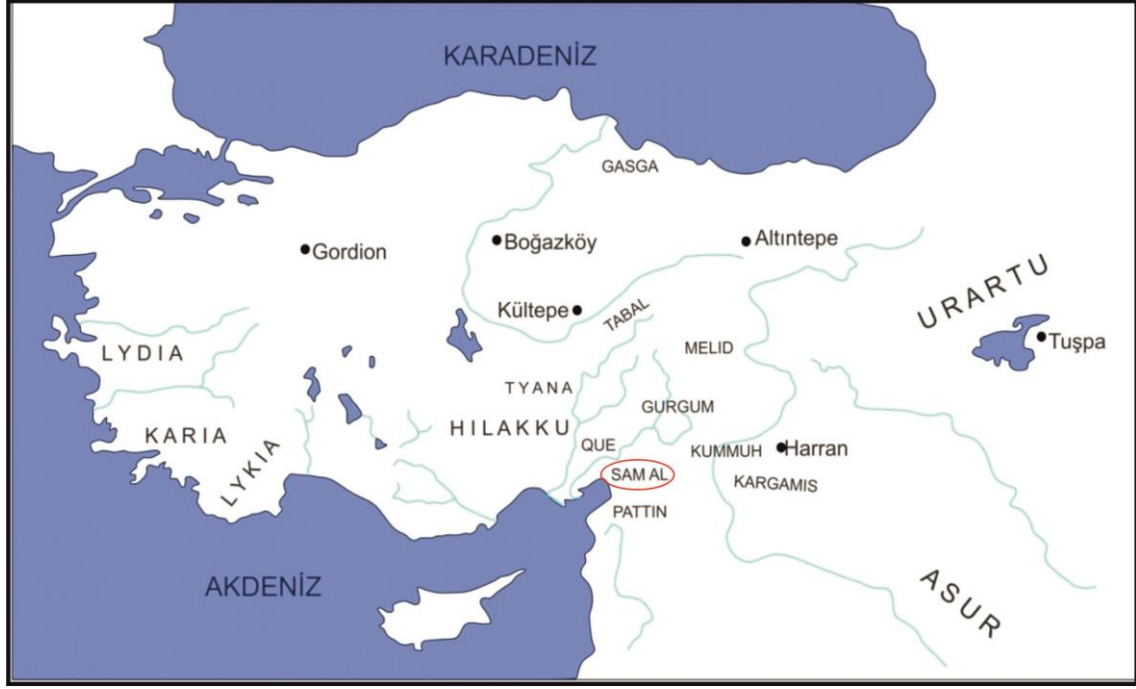 KARADENİZ
GASGA
Gordion
Boğazköy
Altıntepe
URARTU
Kültepe
TABAL
Tuşpa
LYDIA
MELID
TYANA
GURGUM
KARIA
HILAKKU
QUE
KUMMUH
Harran
LYKIA
SAM AL
KARGAMIS
PATTIN
AKDENİZ
ASUR